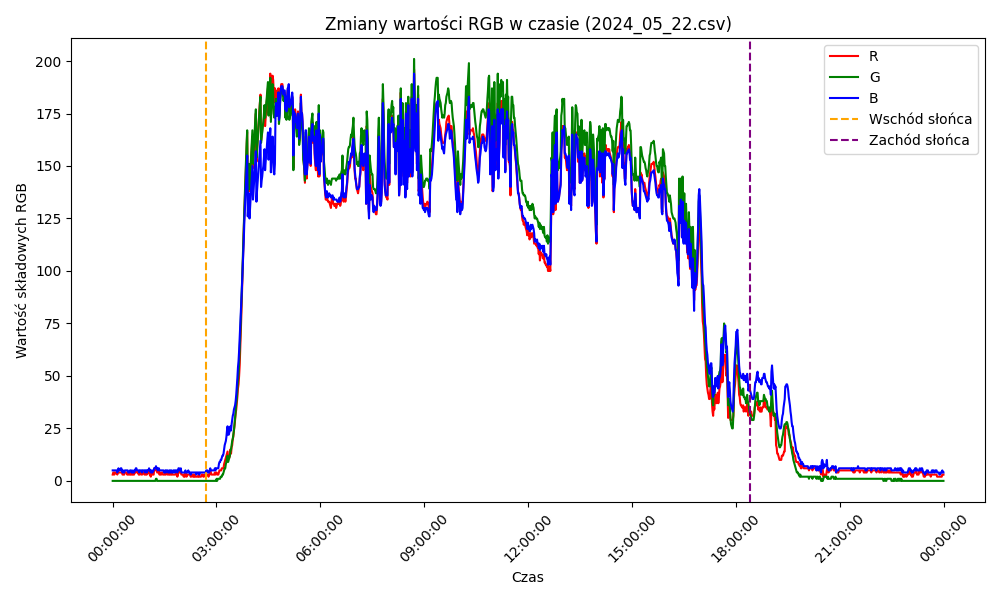 Zmiany wartości RGB w czasie (2024_05_22.csv)
R
G
B
Wschód słońca
Zachód słońca
Wartość składowych RGB
200
175
150
125
100
75
50
25
0
00:00:00
03:00:00
06:00:00
09:00:00
12:00:00
15:00:00
18:00:00
21:00:00
00:00:00
Czas